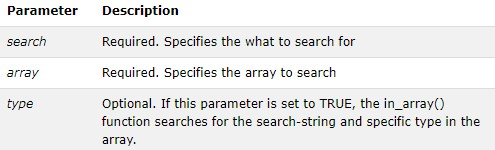 Parameter Description
search Required. Specifies the what to search for
array Required. Specifies the array to search
type Optional. If this parameter is set to TRUE, the in_array()
function searches for the search-string and specific type in the
array.